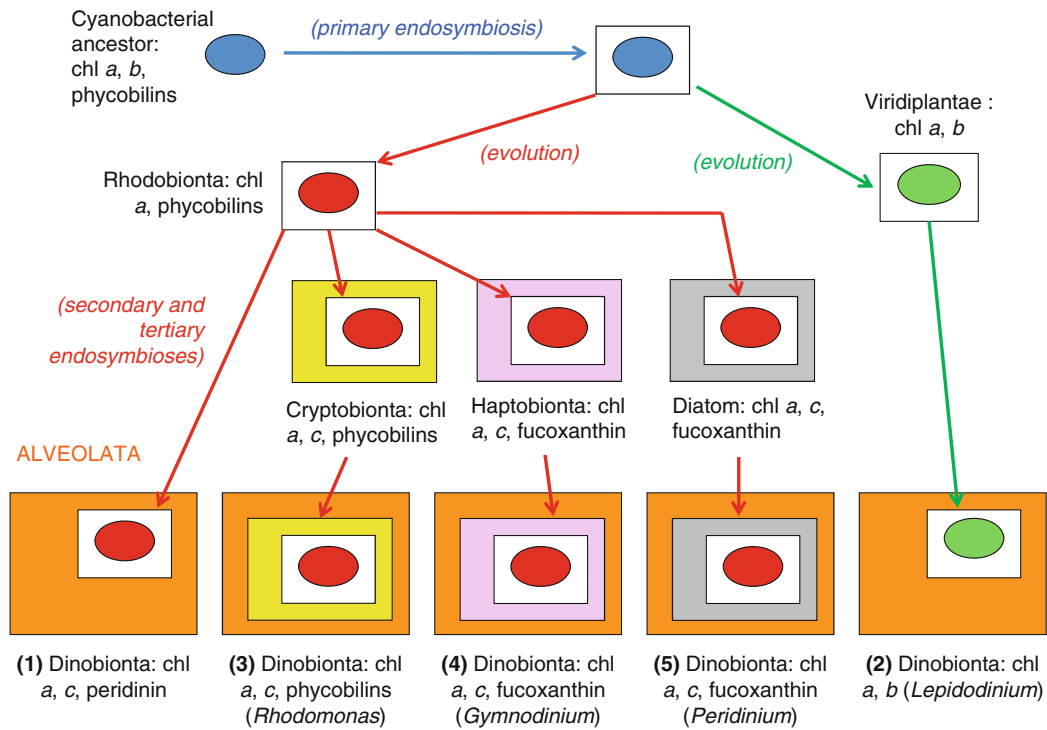 Cyanobacterial
ancestor:
chl a, b,
phycobilins
(primary endosymbiosis)
Viridiplantae :
chl a, b
(evolution)
(evolution)
Rhodobionta: chl
a, phycobilins
(secondary and
tertiary
endosymbioses)
Cryptobionta: chl
a, c, phycobilins
Haptobionta: chl
a, c, fucoxanthin
Diatom: chl a, c,
fucoxanthin
ALVEOLATA
(1) Dinobionta: chl
a, c, peridinin
(3) Dinobionta: chl
a, c, phycobilins
(Rhodomonas)
(4) Dinobionta: chl
a, c, fucoxanthin
(Gymnodinium)
(5) Dinobionta: chl
a, c, fucoxanthin
(Peridinium)
(2) Dinobionta: chl
a, b (Lepidodinium)